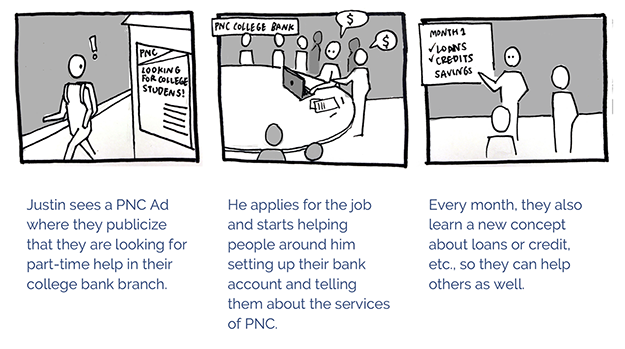 PNC
LOOKING
FOR COLLEGE
STUDENS!
PNC COLLEGE BANK
$
$
MONTH 1
✓LOANS
✓CREDITS
SAVINGS
Justin sees a PNC Ad
where they publicize
that they are looking for
part-time help in their
college bank branch.
He applies for the job
and starts helping
people around him
setting up their bank
account and telling
them about the services
of PNC.
Every month, they also
learn a new concept
about loans or credit,
etc., so they can help
others as well.